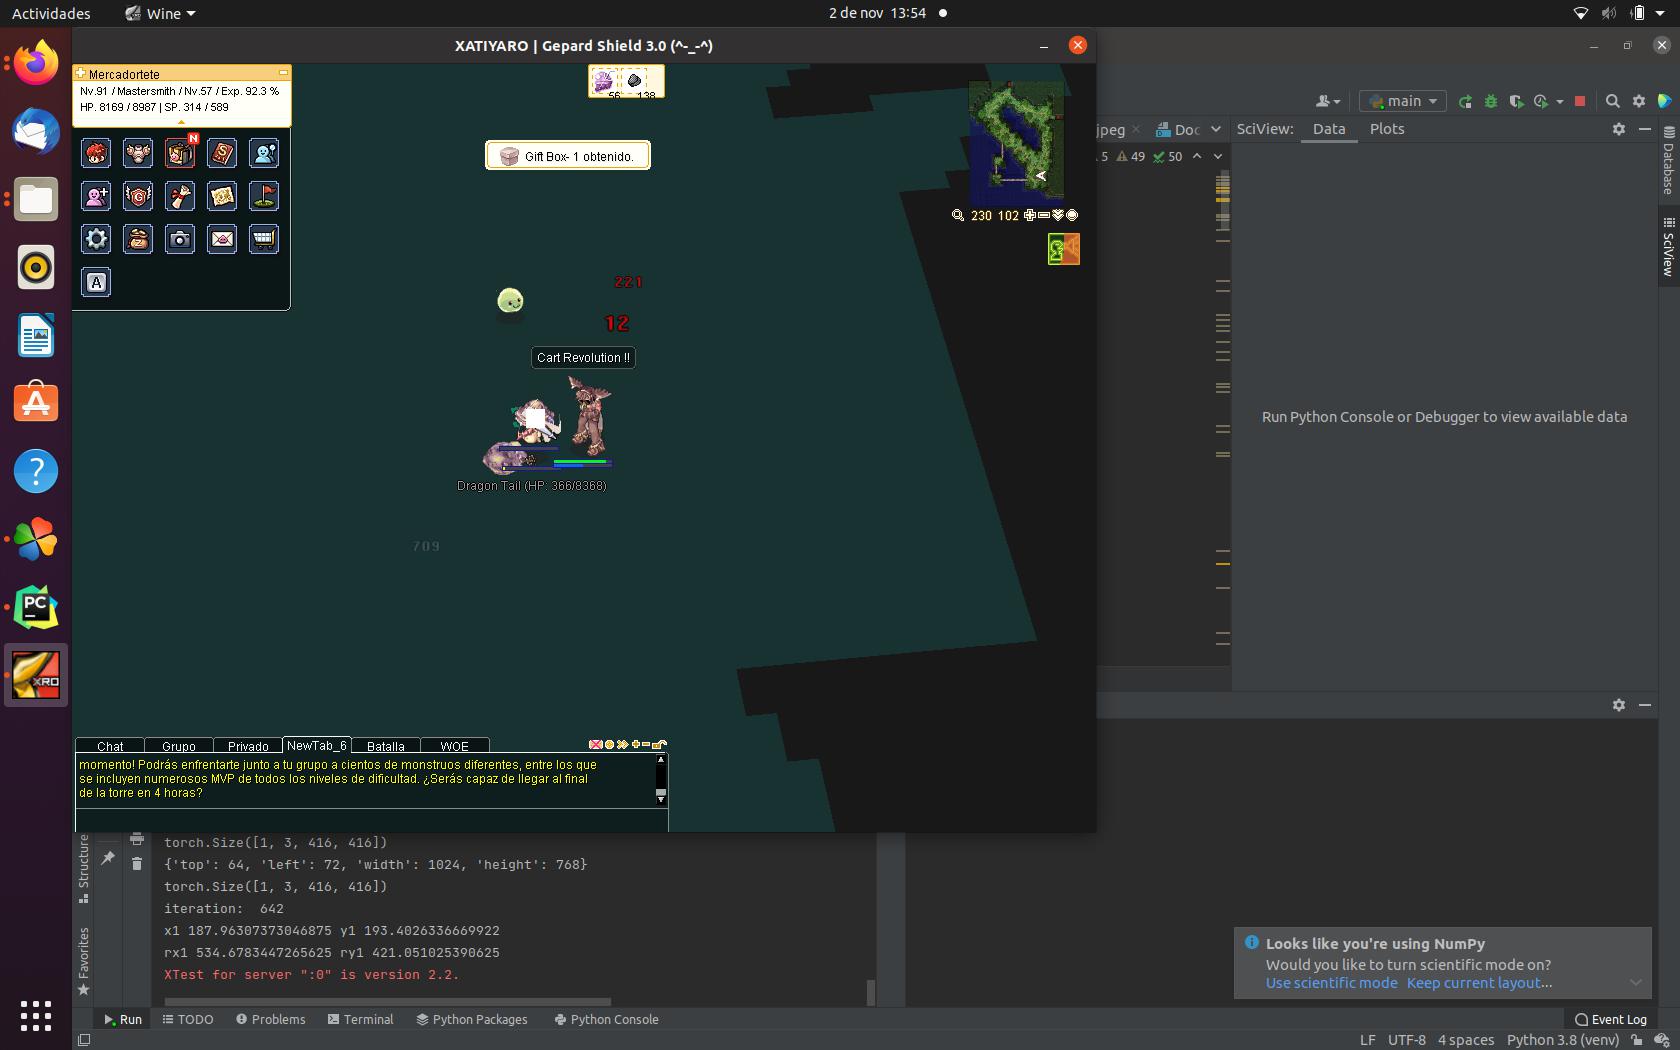 Actividades
Wine
2 de nov 13:54
XATIYARO | Gepard Shield 3.0 (^-_-^)
Mercadortete
Nv.91 / Mastersmith / Nv.57 / Exp. 92.3 %
HP. 8169 / 8987 | SP. 314 / 589
56
138
N
A
Gift Box- 1 obtenido.
230 102
221
12
Cart Revolution !!
Dragon Tail (HP: 366/8368)
709
XRO
PC
main
jpeg
Doc
SciView:
Data
Plots
5
49
50
Database
SciView
Run Python Console or Debugger to view available data
Chat
Grupo
Privado
NewTab_6
Batalla
WOE
momento! Podrás enfrentarte junto a tu grupo a cientos de monstruos diferentes, entre los que
se incluyen numerosos MVP de todos los niveles de dificultad. ¿Serás capaz de llegar al final
de la torre en 4 horas?
Structure
Favorites
torch.Size([1, 3, 416, 416])
{'top': 64, 'left': 72, 'width': 1024, 'height': 768}
torch.Size([1, 3, 416, 416])
iteration:  642
x1 187.96307373046875 y1 193.4026336669922
rx1 534.6783447265625 ry1 421.051025390625
XTest for server ":0" is version 2.2.
Looks like you're using NumPy
Would you like to turn scientific mode on?
Use scientific mode Keep current layout...
Run
TODO
Problems
Terminal
Python Packages
Python Console
Event Log
LF
UTF-8
4 spaces
Python 3.8 (venv)